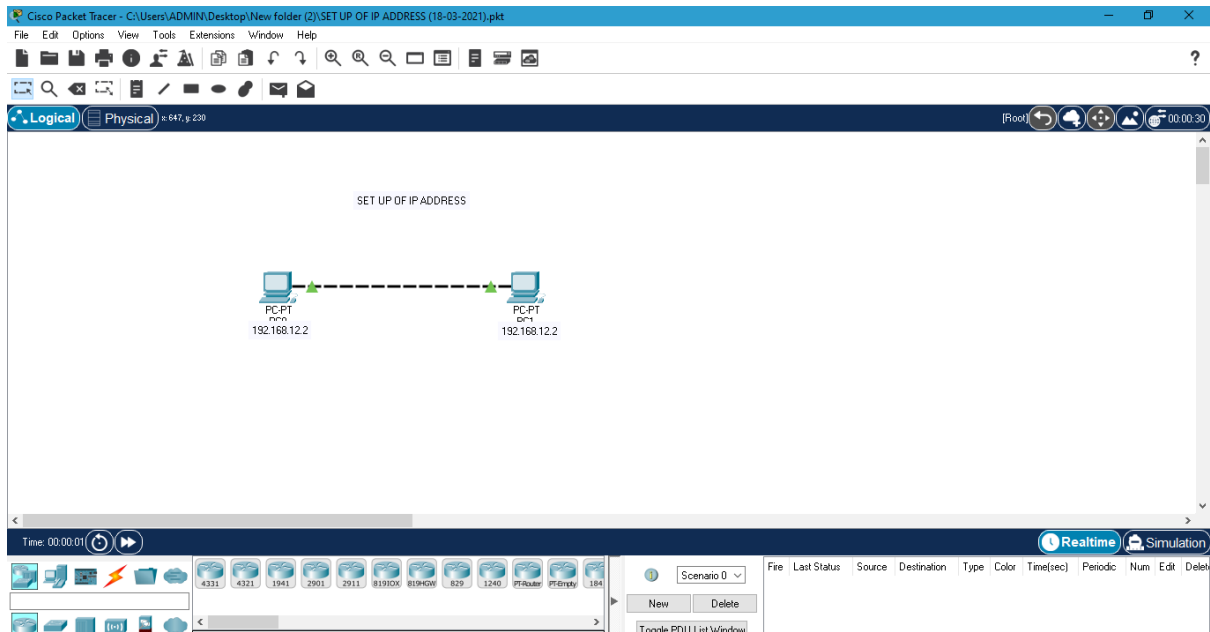 Cisco Packet Tracer - C:\Users\ADMIN\Desktop\New folder (2)\SET UP OF IP ADDRESS (18-03-2021).pkt
File Edit Options View Tools Extensions Window Help
?
Logical Physical x: 647, y: 230 [Root] 00:00:30
SET UP OF IP ADDRESS
PC-PT PC-PT
PC0 PC1
192.168.12.2 192.168.12.2
Time: 00:00:01 Realtime Simulation
Fire Last Status Source Destination Type Color Time(sec) Periodic Num Edit Delet
Scenario 0
4331 4321 1941 2901 2911 819IOX 819HGW 829 1240 PT-Router PT-Empty 184
New Delete
Toggle PDU List Window